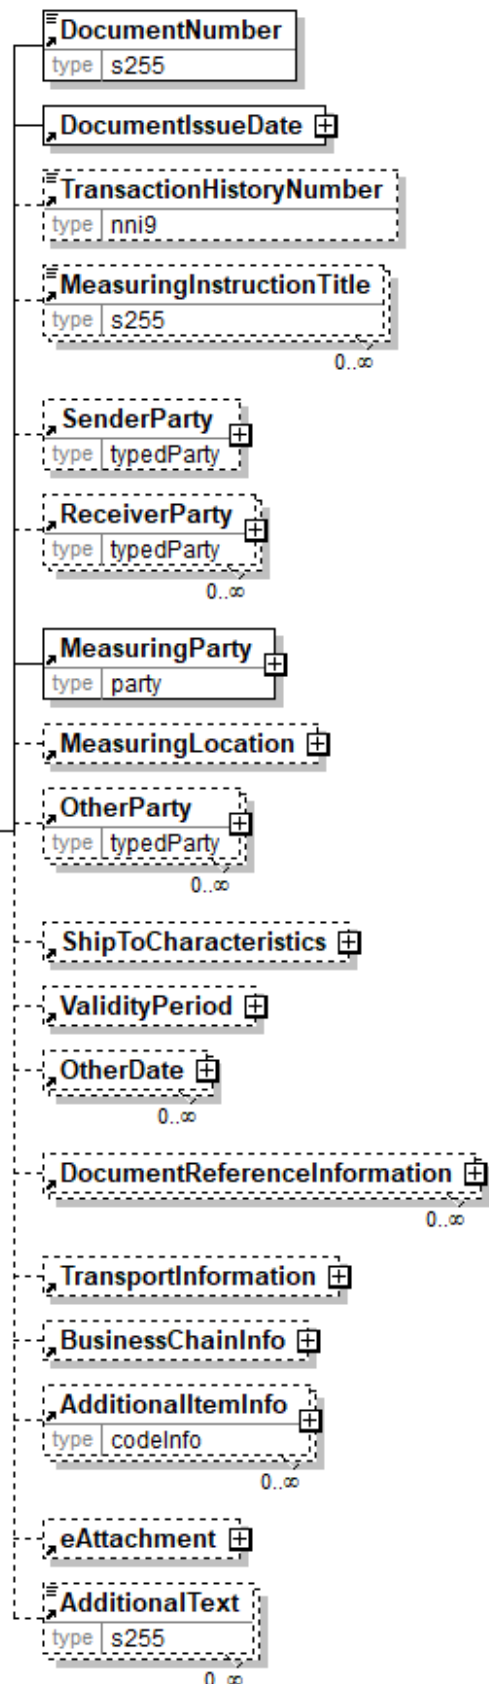 DocumentNumber
type s255
DocumentIssueDate
TransactionHistoryNumber
type nni9
MeasuringInstructionTitle
type s255
0..∞
SenderParty
type typedParty
ReceiverParty
type typedParty
0..∞
MeasuringParty
type party
MeasuringLocation
OtherParty
type typedParty
0..∞
ShipToCharacteristics
ValidityPeriod
OtherDate
0..∞
DocumentReferenceInformation
0..∞
TransportInformation
BusinessChainInfo
AdditionalItemInfo
type codeInfo
0..∞
eAttachment
AdditionalText
type s255
0..∞